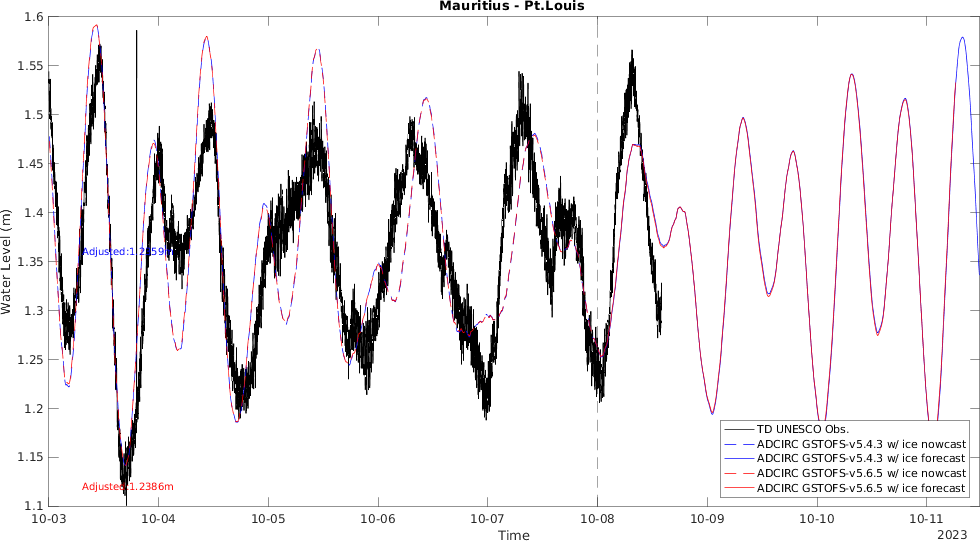 Mauritius - Pt.Louis
1.6
1.55
1.5
1.45
1.4
1.35
1.3
1.25
1.2
1.15
1.1
Water Level (m)
Adjusted:
Adjusted:1.2386m
TD UNESCO Obs.
ADCIRC GSTOFS-v5.4.3 w/ ice nowcast
ADCIRC GSTOFS-v5.4.3 w/ ice forecast
ADCIRC GSTOFS-v5.6.5 w/ ice nowcast
ADCIRC GSTOFS-v5.6.5 w/ ice forecast
10-03 10-04 10-05 10-06 10-07 10-08 10-09 10-10 10-11
Time
2023